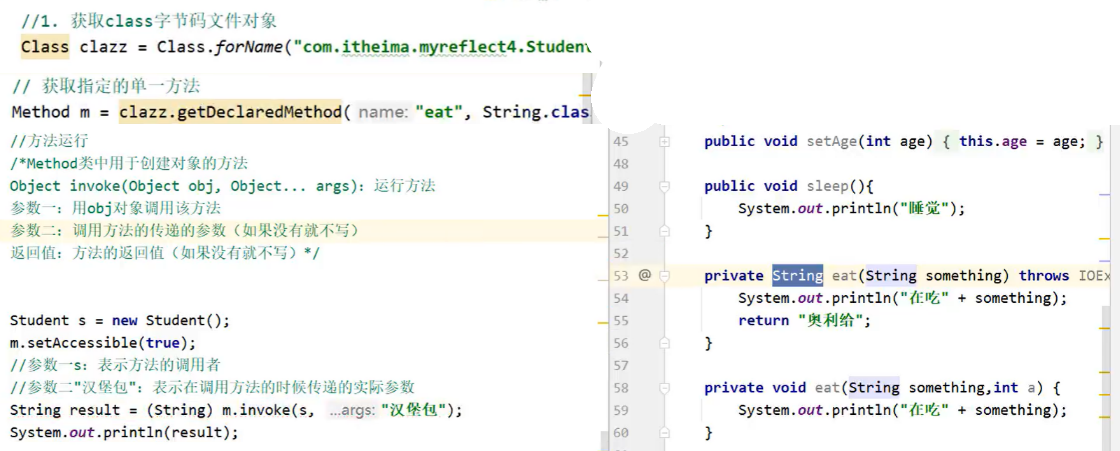 //1. 获取class字节码文件对象
Class clazz = Class.forName("com.itheima.myreflect4.Studen
// 获取指定的单一方法
Method m = clazz.getDeclaredMethod( name: "eat", String.clas
//方法运行
/*Method类中用于创建对象的方法
Object invoke(Object obj, Object... args): 运行方法
参数一: 用obj对象调用该方法
参数二: 调用方法的传递的参数（如果没有就不写）
返回值: 方法的返回值（如果没有就不写）*/
Student s = new Student();
m.setAccessible(true);
//参数一s: 表示方法的调用者
//参数二"汉堡包": 表示在调用方法的时候传递的实际参数
String result = (String) m.invoke(s, ...args: "汉堡包");
System.out.println(result);
45 public void setAge(int age) { this.age = age; }
48
49 public void sleep(){
50 System.out.println("睡觉");
51 }
52
53 @ private String eat(String something) throws IOEx
54 System.out.println("在吃" + something);
55 return "奥利给";
56 }
57
58 private void eat(String something,int a) {
59 System.out.println("在吃" + something);
60 }